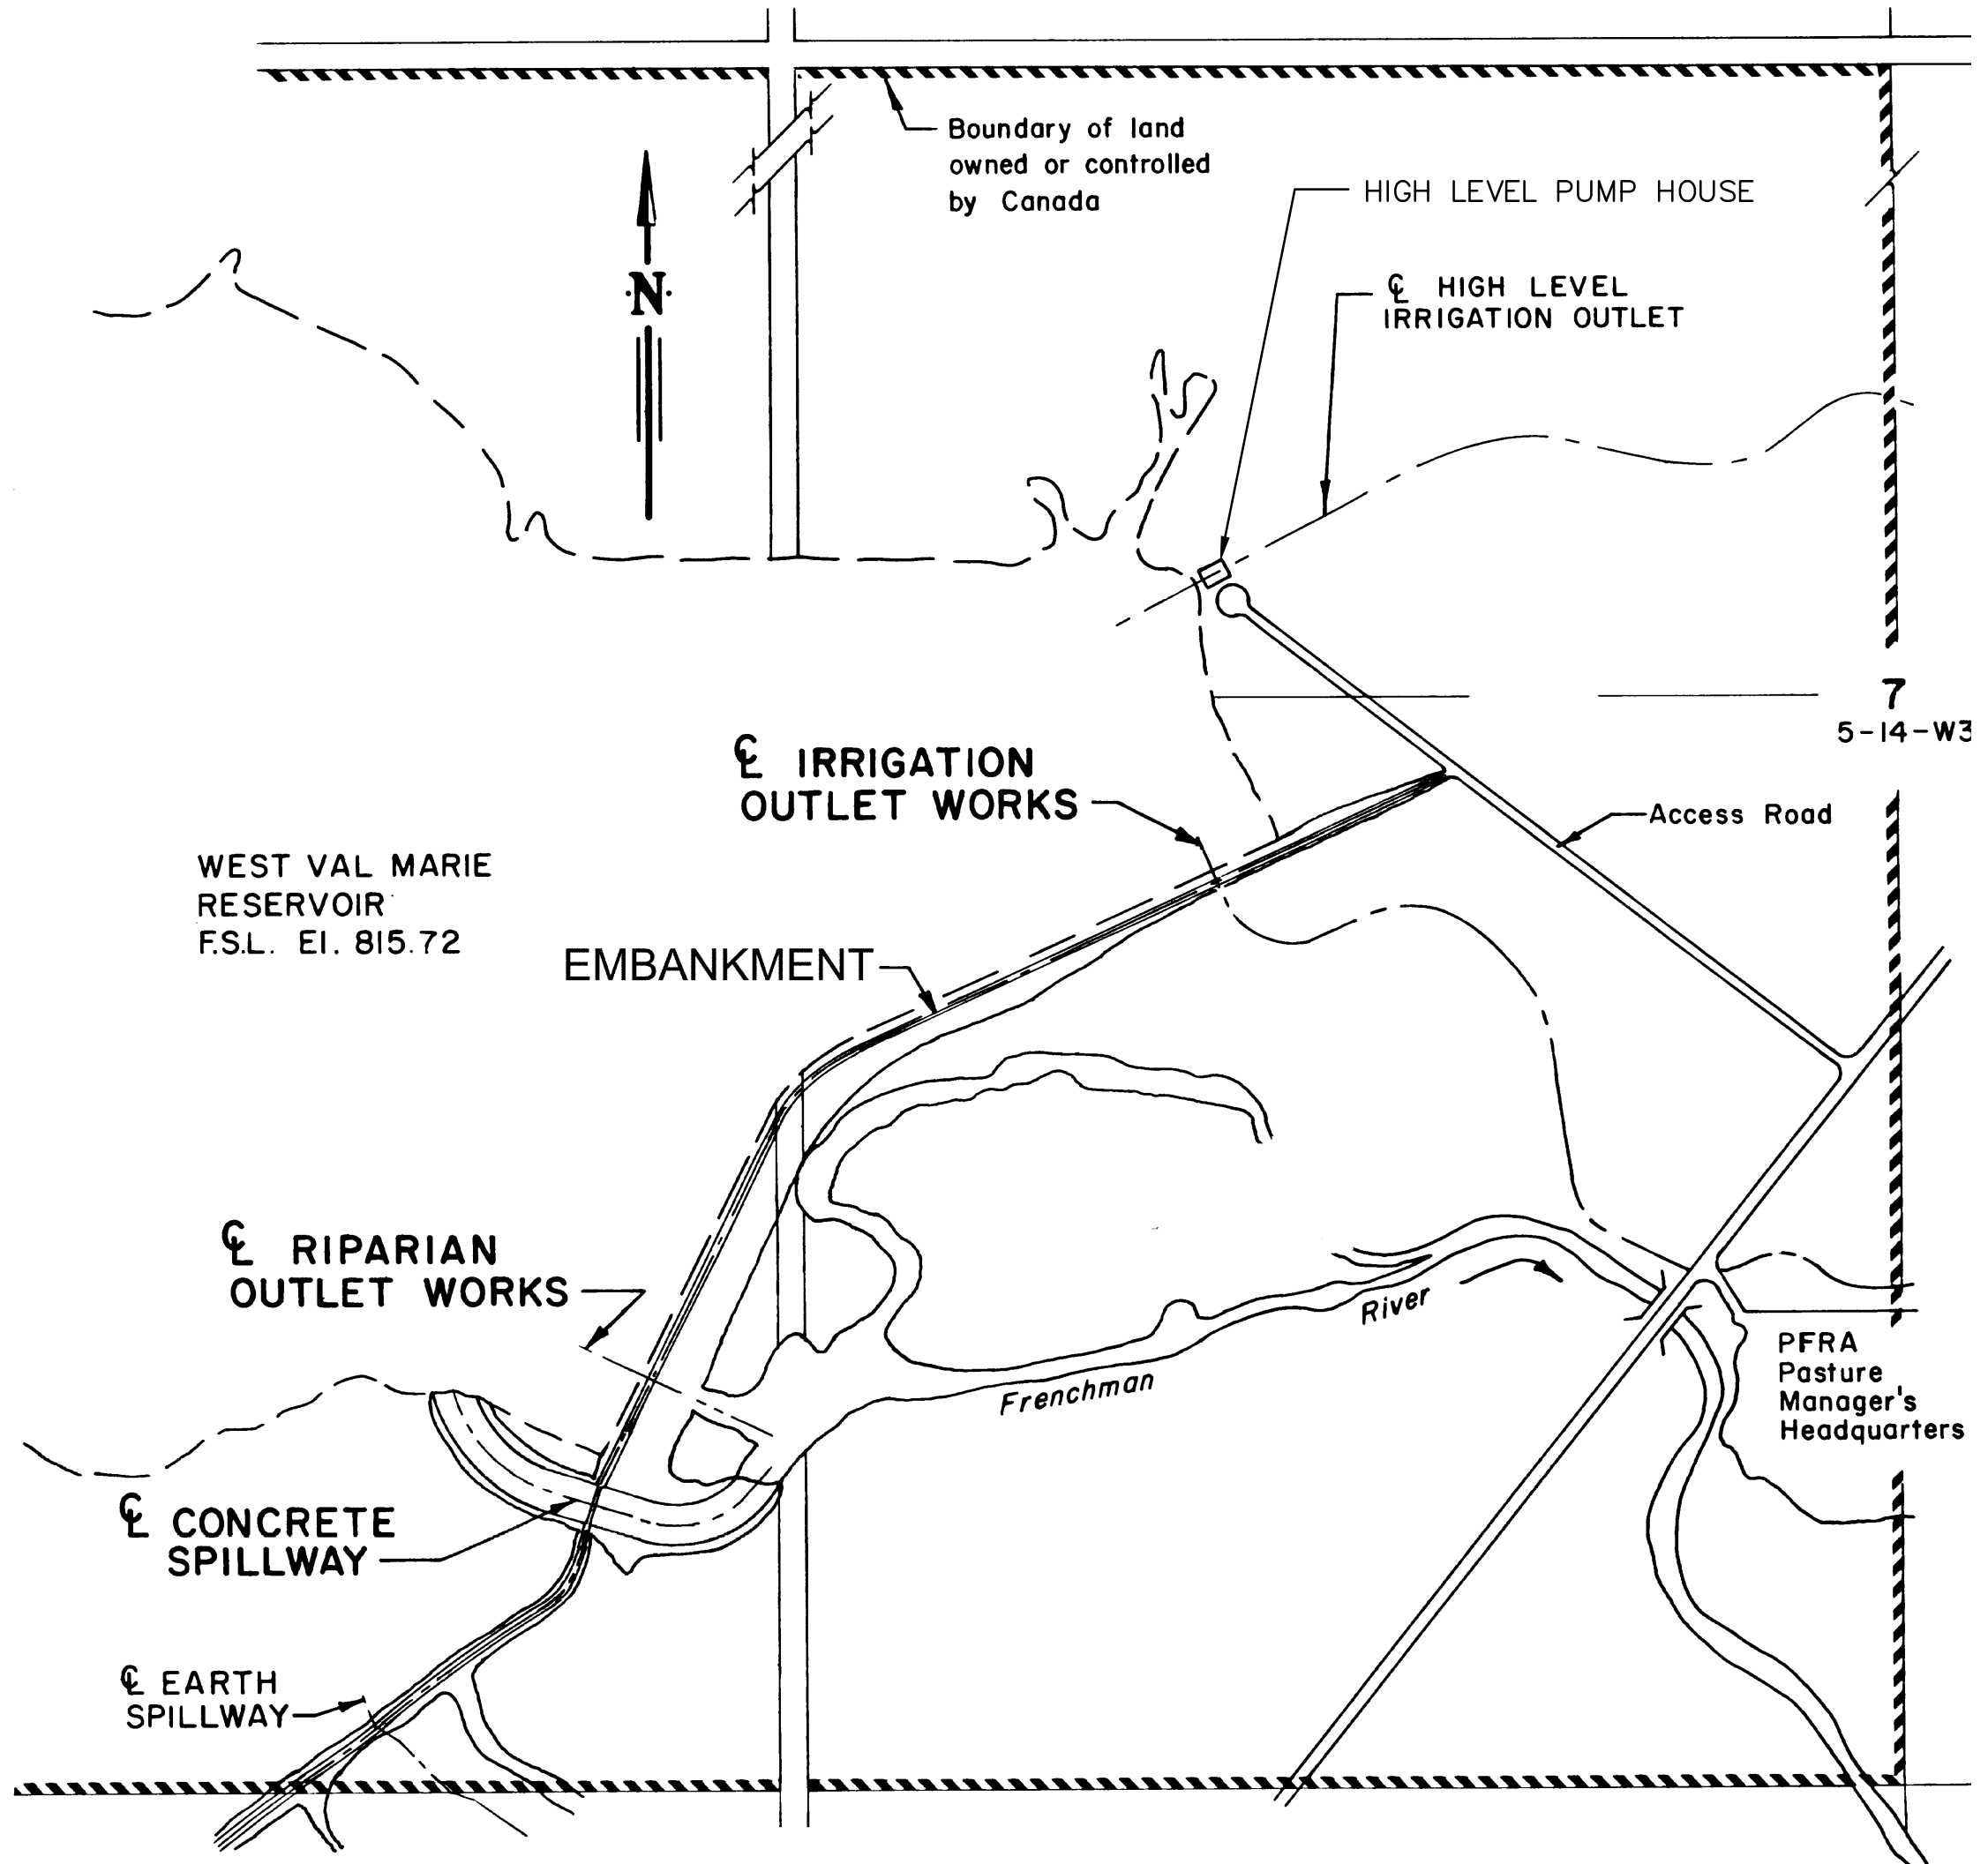 Boundary of land
owned or controlled
by Canada
HIGH LEVEL PUMP HOUSE
℄ HIGH LEVEL
IRRIGATION OUTLET
N
7
5-14-W3
℄ IRRIGATION
OUTLET WORKS
Access Road
WEST VAL MARIE
RESERVOIR
F.S.L. El. 815.72
EMBANKMENT
℄ RIPARIAN
OUTLET WORKS
River
Frenchman
PFRA
Pasture
Manager's
Headquarters
℄ CONCRETE
SPILLWAY
℄ EARTH
SPILLWAY